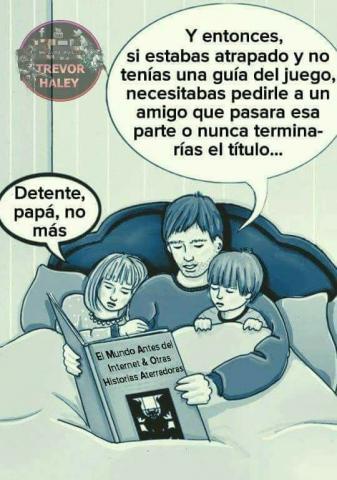 TREVOR
HALEY
Y entonces,
si estabas atrapado y no
tenías una guía del juego,
necesitabas pedirle a un
amigo que pasara esa
parte o nunca termina-
rías el título...
Detente,
papá, no
más
El Mundo Antes del
Internet & Otras
Historias Aterradoras